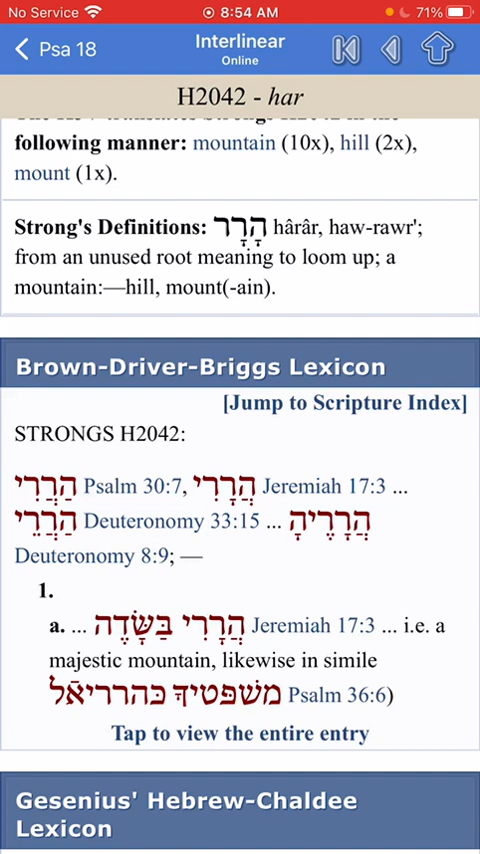 No Service 8:54 AM 71%
Psa 18 Interlinear
Online
H2042 - har
following manner: mountain (10x), hill (2x),
mount (1x).
Strong's Definitions: הָרָר hârâr, haw-rawr';
from an unused root meaning to loom up; a
mountain:—hill, mount(-ain).
Brown-Driver-Briggs Lexicon
[Jump to Scripture Index]
STRONGS H2042:
הַרֲרִי Psalm 30:7, הֲרָרִי Jeremiah 17:3 ...
הַרֲרֵי Deuteronomy 33:15 ... הֲרָרֶיהָ
Deuteronomy 8:9; —
1.
a. ... הֲרָרִי בַּשָּׂדֶה Jeremiah 17:3 ... i.e. a
majestic mountain, likewise in simile
משׁפּטיךָ כּהרריאֿל Psalm 36:6)
Tap to view the entire entry
Gesenius' Hebrew-Chaldee
Lexicon